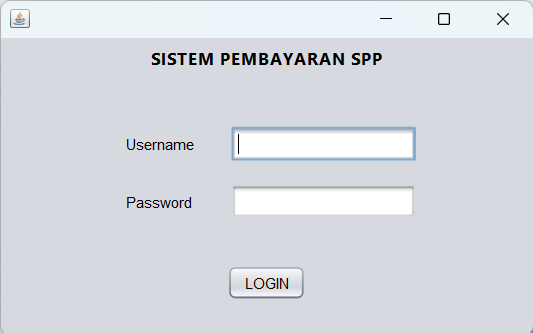 SISTEM PEMBAYARAN SPP
Username
Password
LOGIN